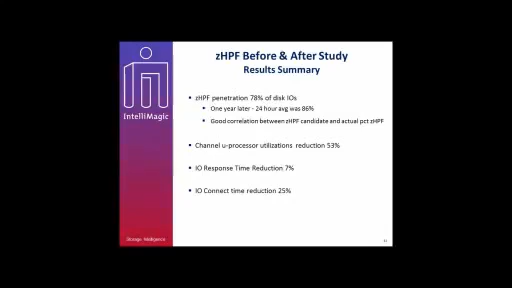 zHPF Before & After Study
Results Summary
IntelliMagic
• zHPF penetration 78% of disk IOs
• One year later - 24 hour avg was 86%
• Good correlation between zHPF candidate and actual pct zHPF
• Channel u-processor utilizations reduction 53%
• IO Response Time Reduction 7%
• IO Connect time reduction 25%
Storage Intelligence